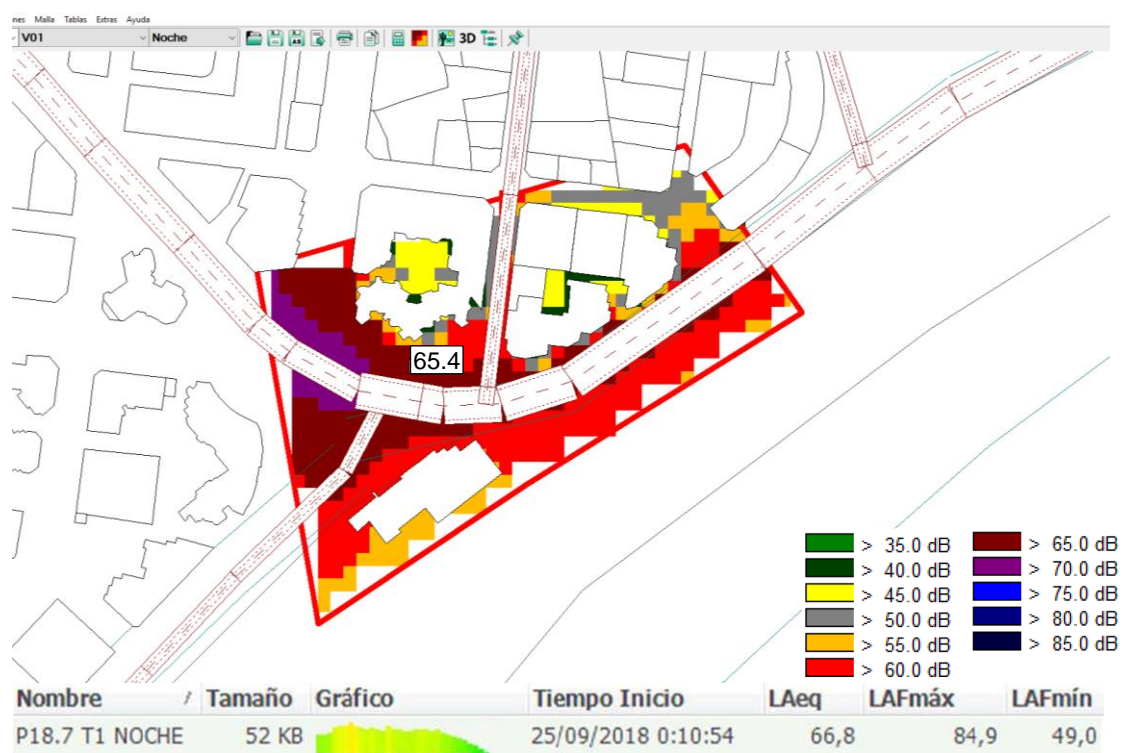 nes Malla Tablas Extras Ayuda
V01 Noche AS 3D
65.4
> 35.0 dB > 65.0 dB
> 40.0 dB > 70.0 dB
> 45.0 dB > 75.0 dB
> 50.0 dB > 80.0 dB
> 55.0 dB > 85.0 dB
> 60.0 dB
Nombre / Tamaño Gráfico Tiempo Inicio LAeq LAFmáx LAFmín
P18.7 T1 NOCHE 52 KB 25/09/2018 0:10:54 66,8 84,9 49,0